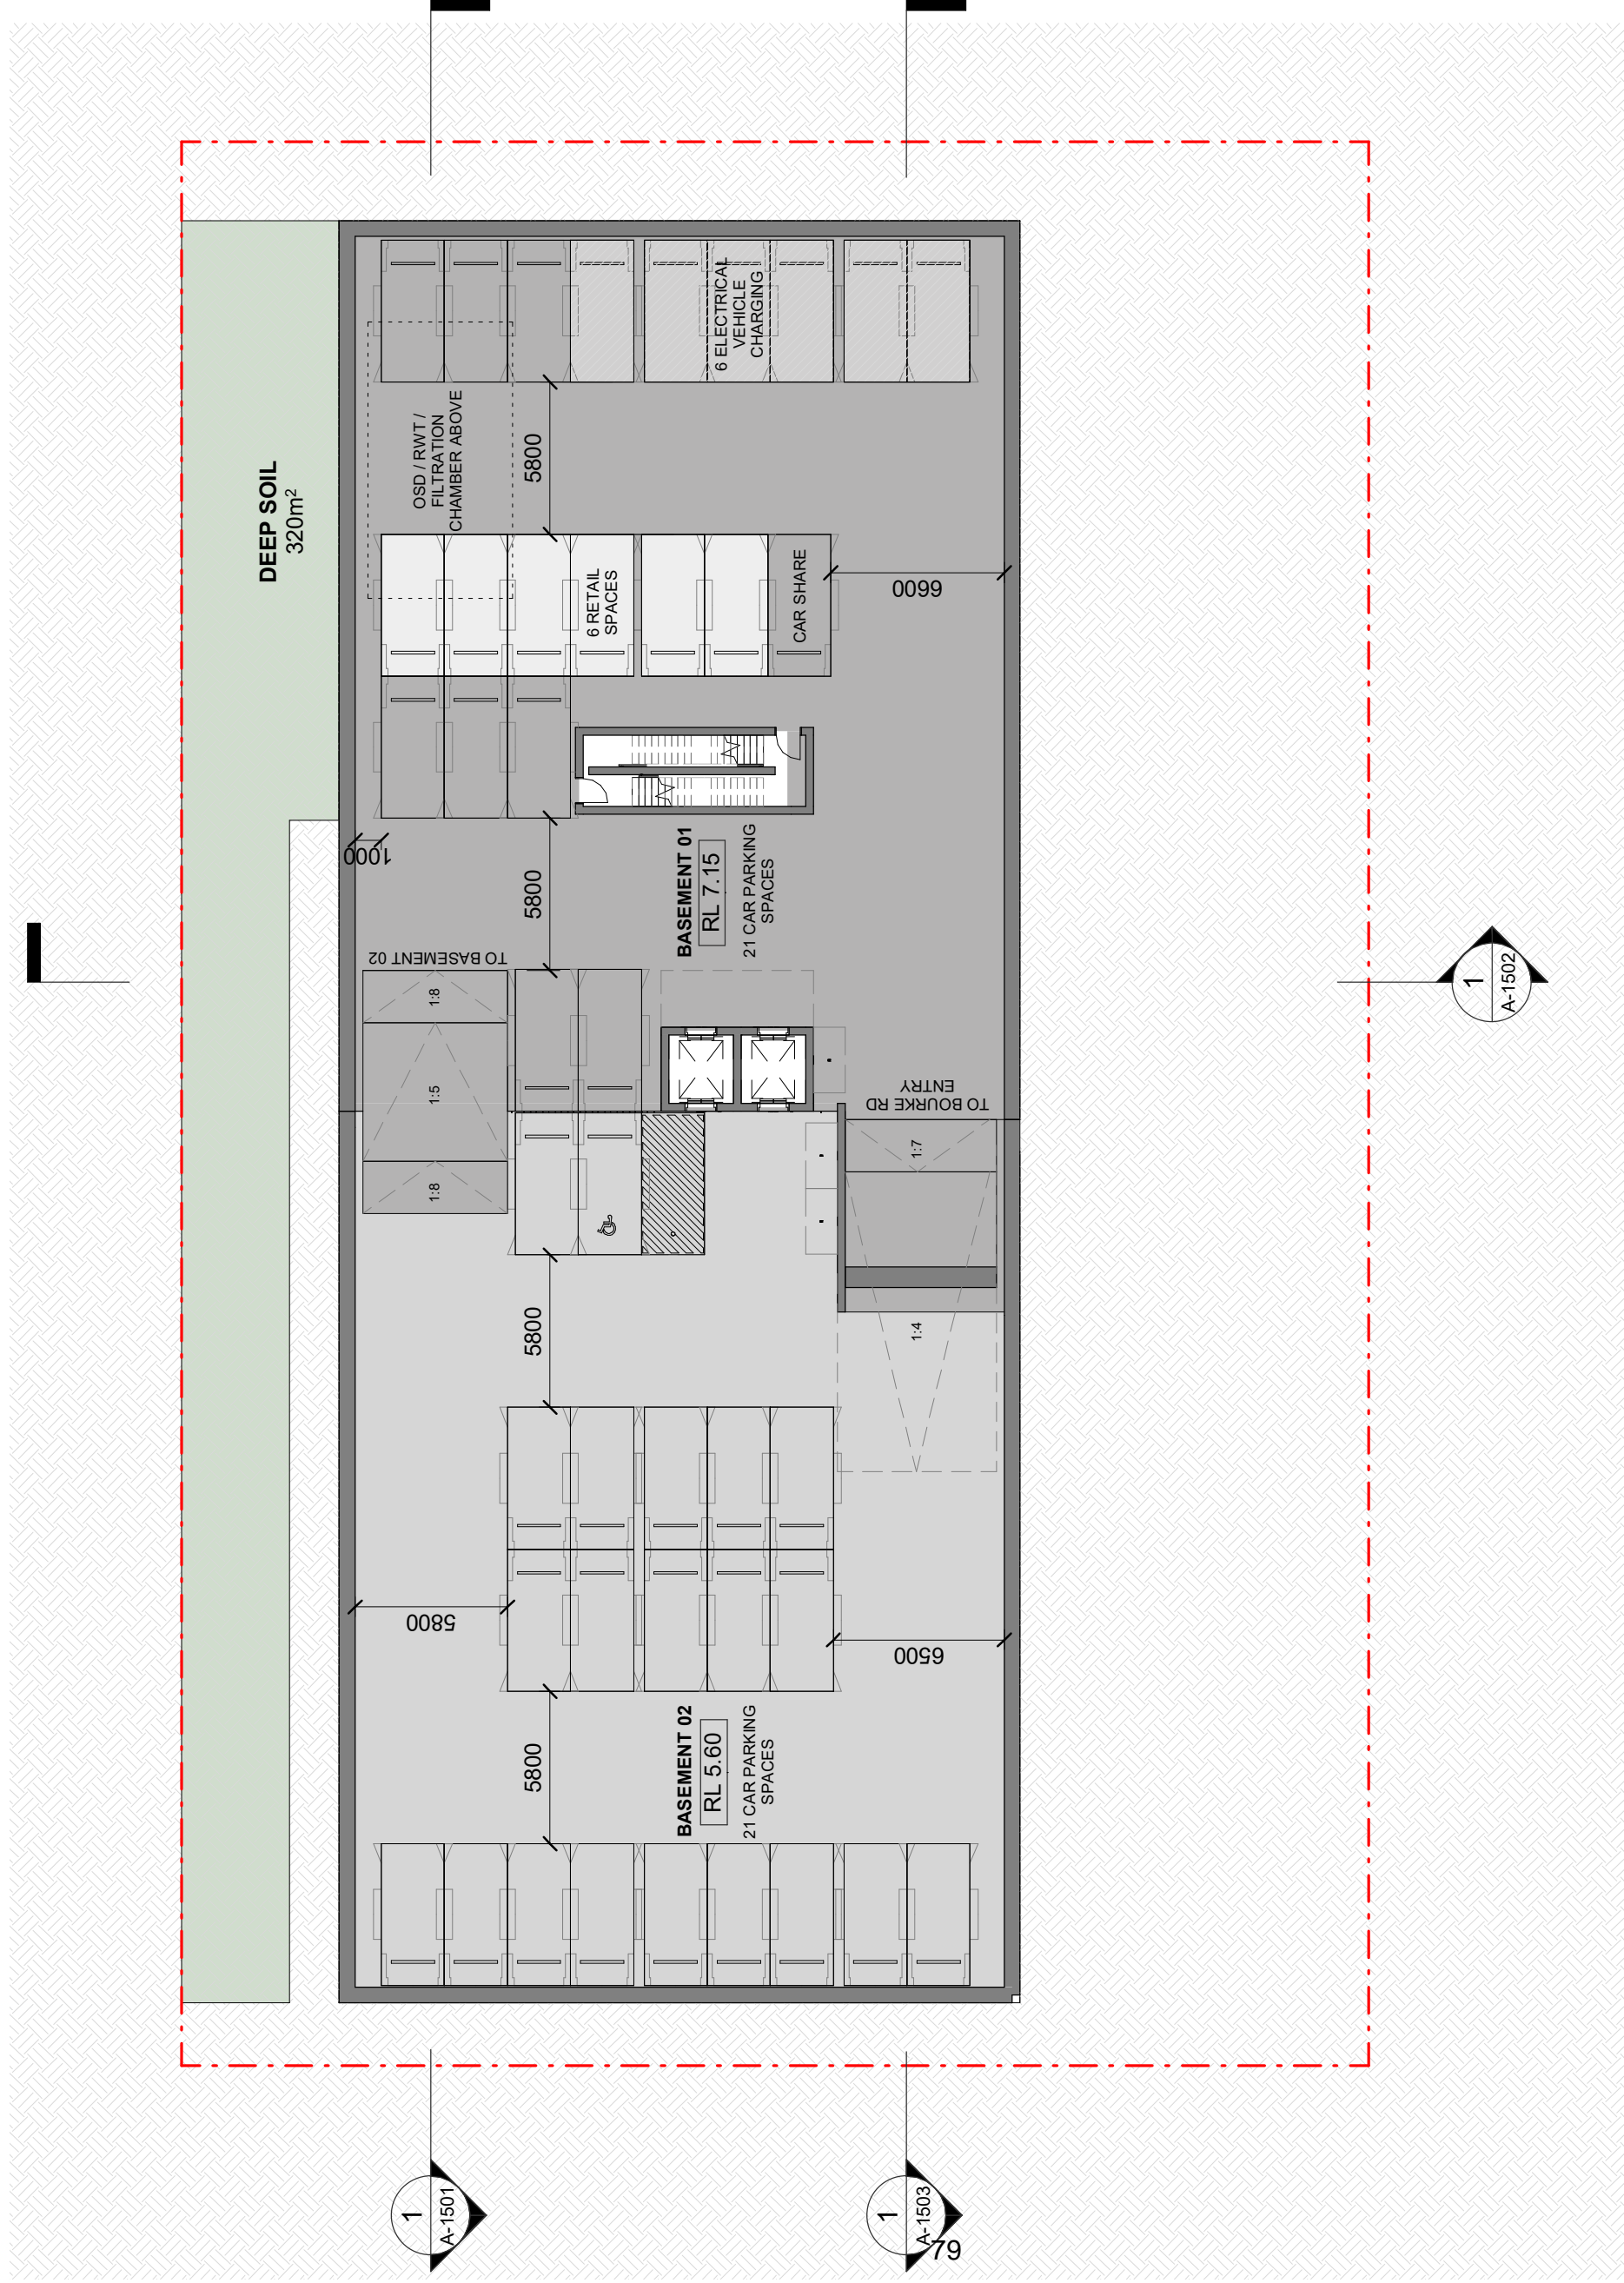 DEEP SOIL
320m²
OSD / RWT /
FILTRATION
CHAMBER ABOVE
5800
6 ELECTRICAL
VEHICLE
CHARGING
6 RETAIL
SPACES
CAR SHARE
6600
1000
5800
BASEMENT 01
RL 7.15
21 CAR PARKING
SPACES
TO BASEMENT 02
1:8
1:5
1:8
TO BOURKE RD
ENTRY
1:7
1:4
5800
5800
6500
5800
BASEMENT 02
RL 5.60
21 CAR PARKING
SPACES
1
A-1502
1
A-1501
1
A-1503
79